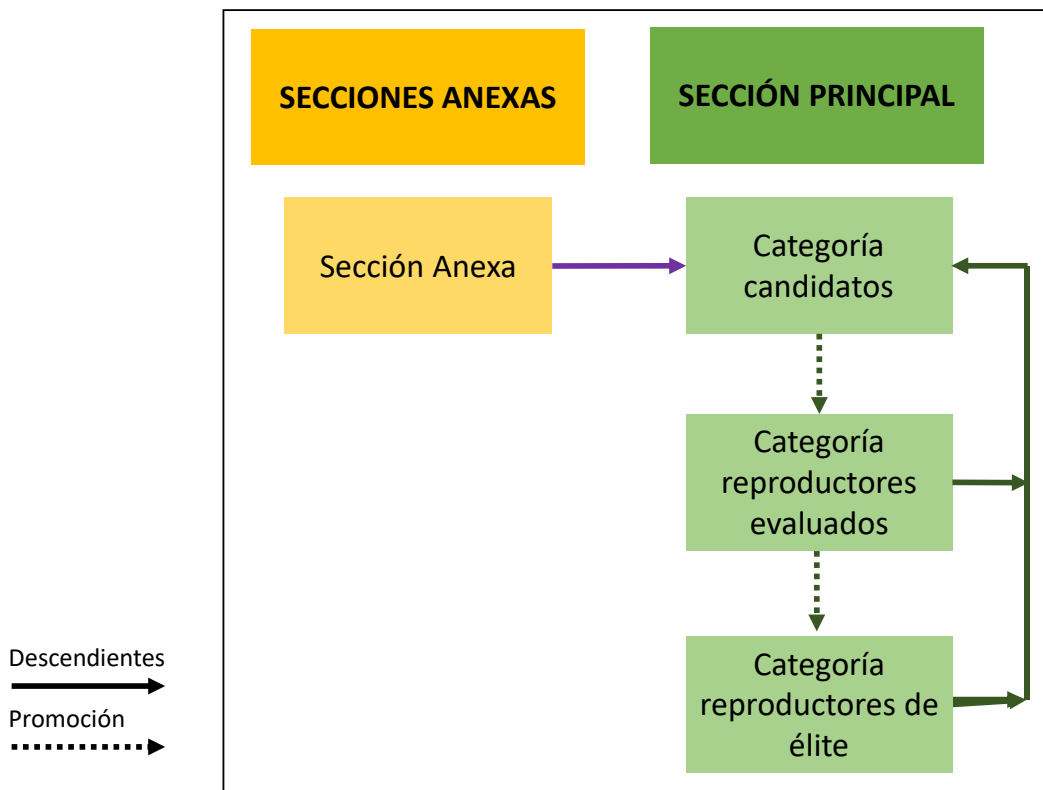 SECCIONES ANEXAS
SECCIÓN PRINCIPAL
Sección Anexa
Categoría
candidatos
Categoría
reproductores
evaluados
Categoría
reproductores de
élite
Descendientes
Promoción